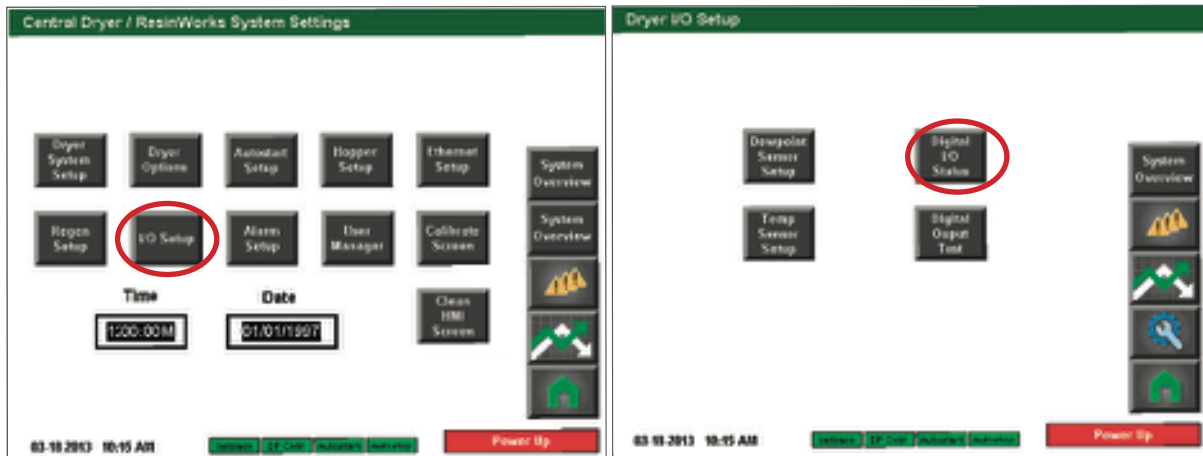 Central Dryer / ResinWorks System Settings
Dryer
System
Setup
Dryer
Options
Autostart
Setup
Hopper
Setup
Ethernet
Setup
System
Overview
Regen
Setup
I/O Setup
Alarm
Setup
User
Manager
Calibrate
Screen
System
Overview
Time
Date
01/01/1997
Clean
HMI
Screen
03-18-2013 10:15 AM
Autostart
Power Up
Dryer I/O Setup
Dewpoint
Sensor
Setup
Digital
I/O
Status
System
Overview
Temp
Sensor
Setup
Digital
Ouput
Test
03-18-2013 10:15 AM
Autostart
Power Up